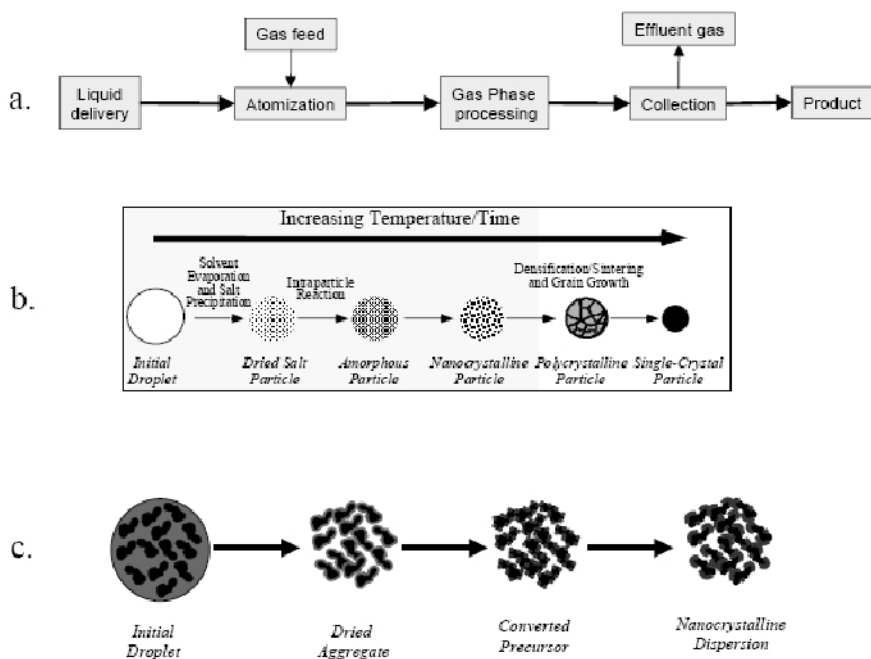 a.
Gas feed
Effluent gas
Liquid
delivery
Atomization
Gas Phase
processing
Collection
Product
b.
Increasing Temperature/Time
Solvent
Evaporation
and Salt
Precipitation
Intraparticle
Reaction
Densification/Sintering
and Grain Growth
Initial
Droplet
Dried Salt
Particle
Amorphous
Particle
Nanocrystalline
Particle
Polycrystalline
Particle
Single-Crystal
Particle
c.
Initial
Droplet
Dried
Aggregate
Converted
Precursor
Nanocrystalline
Dispersion